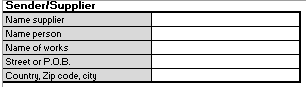 Sender/Supplier
Name supplier
Name person
Name of works
Street or P.O.B.
Country, Zip code, city